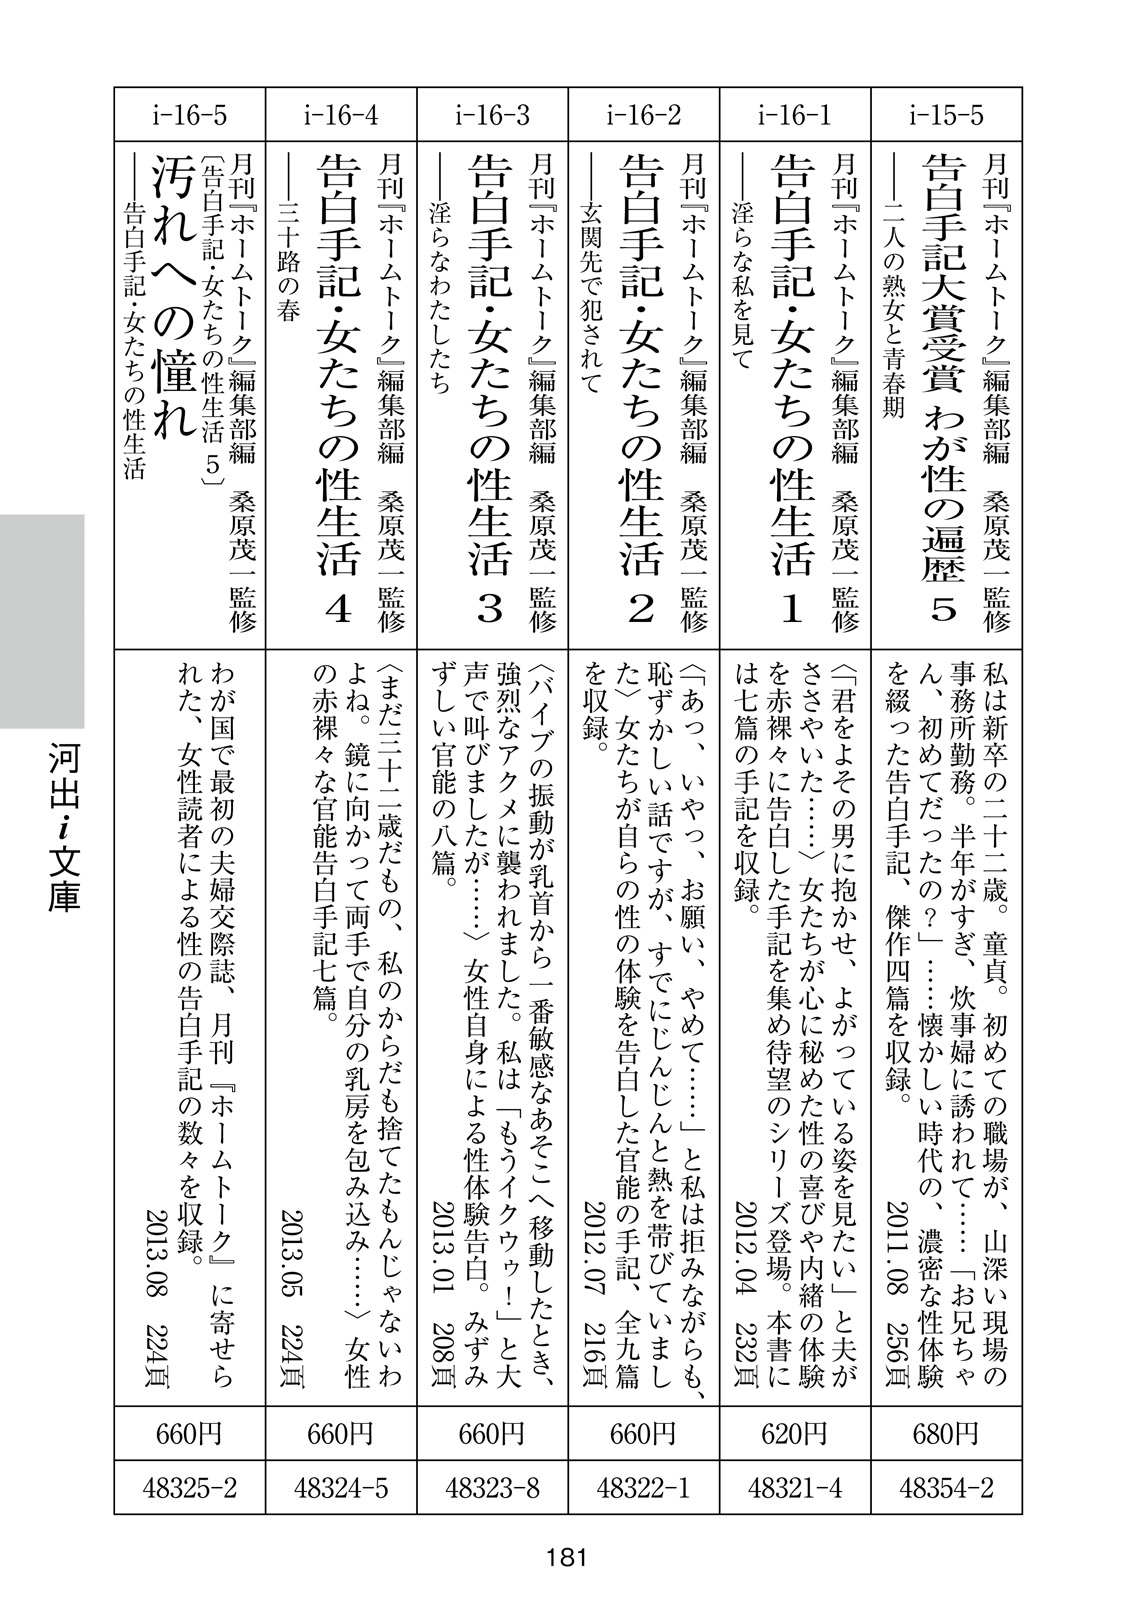 i-15-5
月刊『ホームトーク』編集部編　桑原茂一監修
告白手記大賞受賞 わが性の遍歴 5
――二人の熟女と青春期
私は新卒の二十二歳。童貞。初めての職場が、山深い現場の
事務所勤務。半年がすぎ、炊事婦に誘われて……「お兄ちゃ
ん、初めてだったの？」……懐かしい時代の、濃密な性体験
を綴った告白手記、傑作四篇を収録。
2011.08　256頁
680円
48354-2
i-16-1
月刊『ホームトーク』編集部編　桑原茂一監修
告白手記・女たちの性生活 1
――淫らな私を見て
〈「君をよその男に抱かせ、よがっている姿を見たい」と夫が
ささやいた……〉女たちが心に秘めた性の喜びや内緒の体験
を赤裸々に告白した手記を集め待望のシリーズ登場。本書に
は七篇の手記を収録。
2012.04　232頁
620円
48321-4
i-16-2
月刊『ホームトーク』編集部編　桑原茂一監修
告白手記・女たちの性生活 2
――玄関先で犯されて
〈「あっ、いやっ、お願い、やめて……」と私は拒みながらも、
恥ずかしい話ですが、すでにじんじんと熱を帯びていまし
た〉女たちが自らの性の体験を告白した官能の手記、全九篇
を収録。
2012.07　216頁
660円
48322-1
i-16-3
月刊『ホームトーク』編集部編　桑原茂一監修
告白手記・女たちの性生活 3
――淫らなわたしたち
〈バイブの振動が乳首から一番敏感なあそこへ移動したとき、
強烈なアクメに襲われました。私は「もうイクウゥ！」と大
声で叫びましたが……〉女性自身による性体験告白。みずみ
ずしい官能の八篇。
2013.01　208頁
660円
48323-8
i-16-4
月刊『ホームトーク』編集部編　桑原茂一監修
告白手記・女たちの性生活 4
――三十路の春
〈まだ三十二歳だもの、私のからだも捨てたもんじゃないわ
よね。鏡に向かって両手で自分の乳房を包み込み……〉女性
の赤裸々な官能告白手記七篇。
2013.05　224頁
660円
48324-5
i-16-5
月刊『ホームトーク』編集部編　桑原茂一監修
〔告白手記・女たちの性生活 5〕
汚れへの憧れ
――告白手記・女たちの性生活
わが国で最初の夫婦交際誌、月刊『ホームトーク』に寄せら
れた、女性読者による性の告白手記の数々を収録。
2013.08　224頁
660円
48325-2
河出i文庫
181